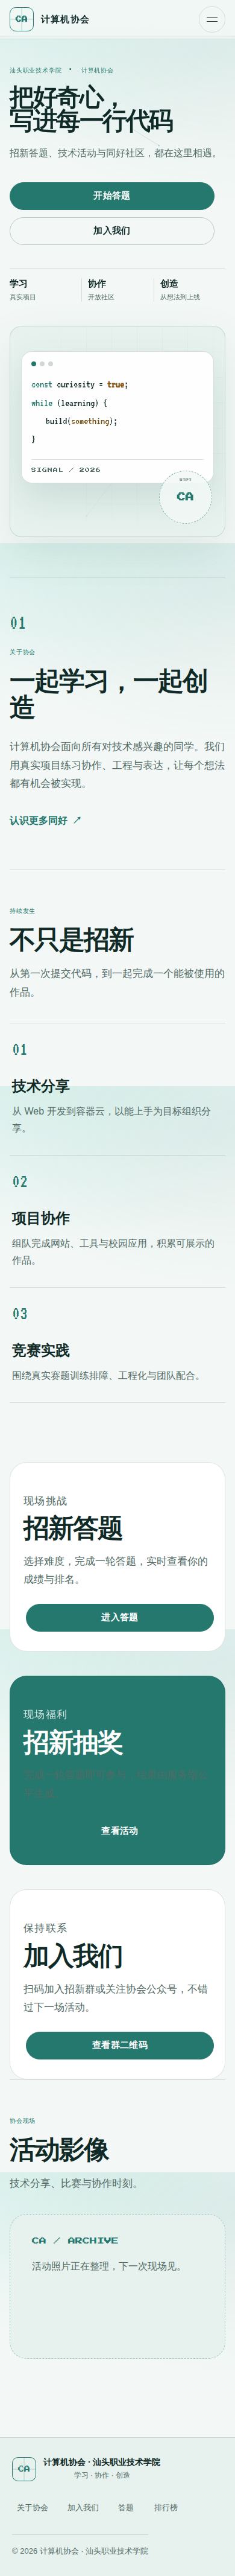 CA 计算机协会
汕头职业技术学院 • 计算机协会
把好奇心，
写进每一行代码
招新答题、技术活动与同好社区，都在这里相遇。
开始答题
加入我们
学习 协作 创造
真实项目 开放社区 从想法到上线
const curiosity = true;
while (learning) {
build(something);
}
SIGNAL / 2026
CA
01
关于协会
一起学习，一起创
造
计算机协会面向所有对技术感兴趣的同学。我们
用真实项目练习协作、工程与表达，让每个想法
都有机会被实现。
认识更多同好 ↗
持续发生
不只是招新
从第一次提交代码，到一起完成一个能被使用的
作品。
01
技术分享
从 Web 开发到容器云，以能上手为目标组织分
享。
02
项目协作
组队完成网站、工具与校园应用，积累可展示的
作品。
03
竞赛实践
围绕真实赛题训练排障、工程化与团队配合。
现场挑战
招新答题
选择难度，完成一轮答题，实时查看你的
成绩与排名。
进入答题
现场福利
招新抽奖
查看活动
保持联系
加入我们
扫码加入招新群或关注协会公众号，不错
过下一场活动。
查看群二维码
协会现场
活动影像
技术分享、比赛与协作时刻。
CA / ARCHIVE
活动照片正在整理，下一次现场见。
CA 计算机协会 · 汕头职业技术学院
学习 · 协作 · 创造
关于协会 加入我们 答题 排行榜
© 2026 计算机协会 · 汕头职业技术学院